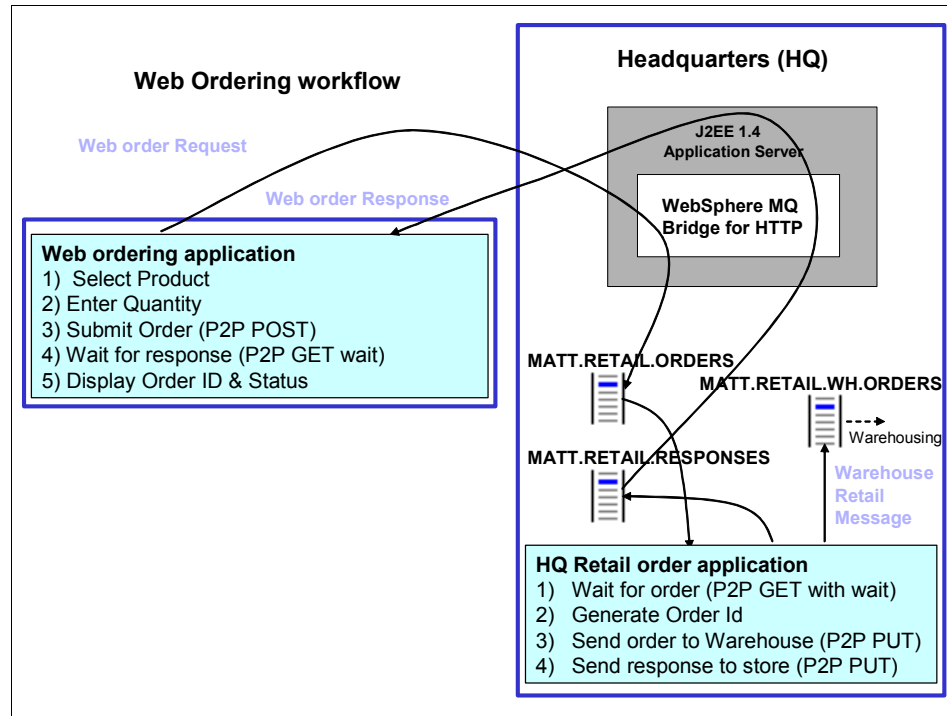 Web Ordering workflow
Headquarters (HQ)
Web order Request
Web order Response
J2EE 1.4
Application Server
WebSphere MQ
Bridge for HTTP
Web ordering application
1) Select Product
2) Enter Quantity
3) Submit Order (P2P POST)
4) Wait for response (P2P GET wait)
5) Display Order ID & Status
MATT.RETAIL.ORDERS
MATT.RETAIL.WH.ORDERS
Warehousing
MATT.RETAIL.RESPONSES
Warehouse
Retail
Message
HQ Retail order application
1) Wait for order (P2P GET with wait)
2) Generate Order Id
3) Send order to Warehouse (P2P PUT)
4) Send response to store (P2P PUT)